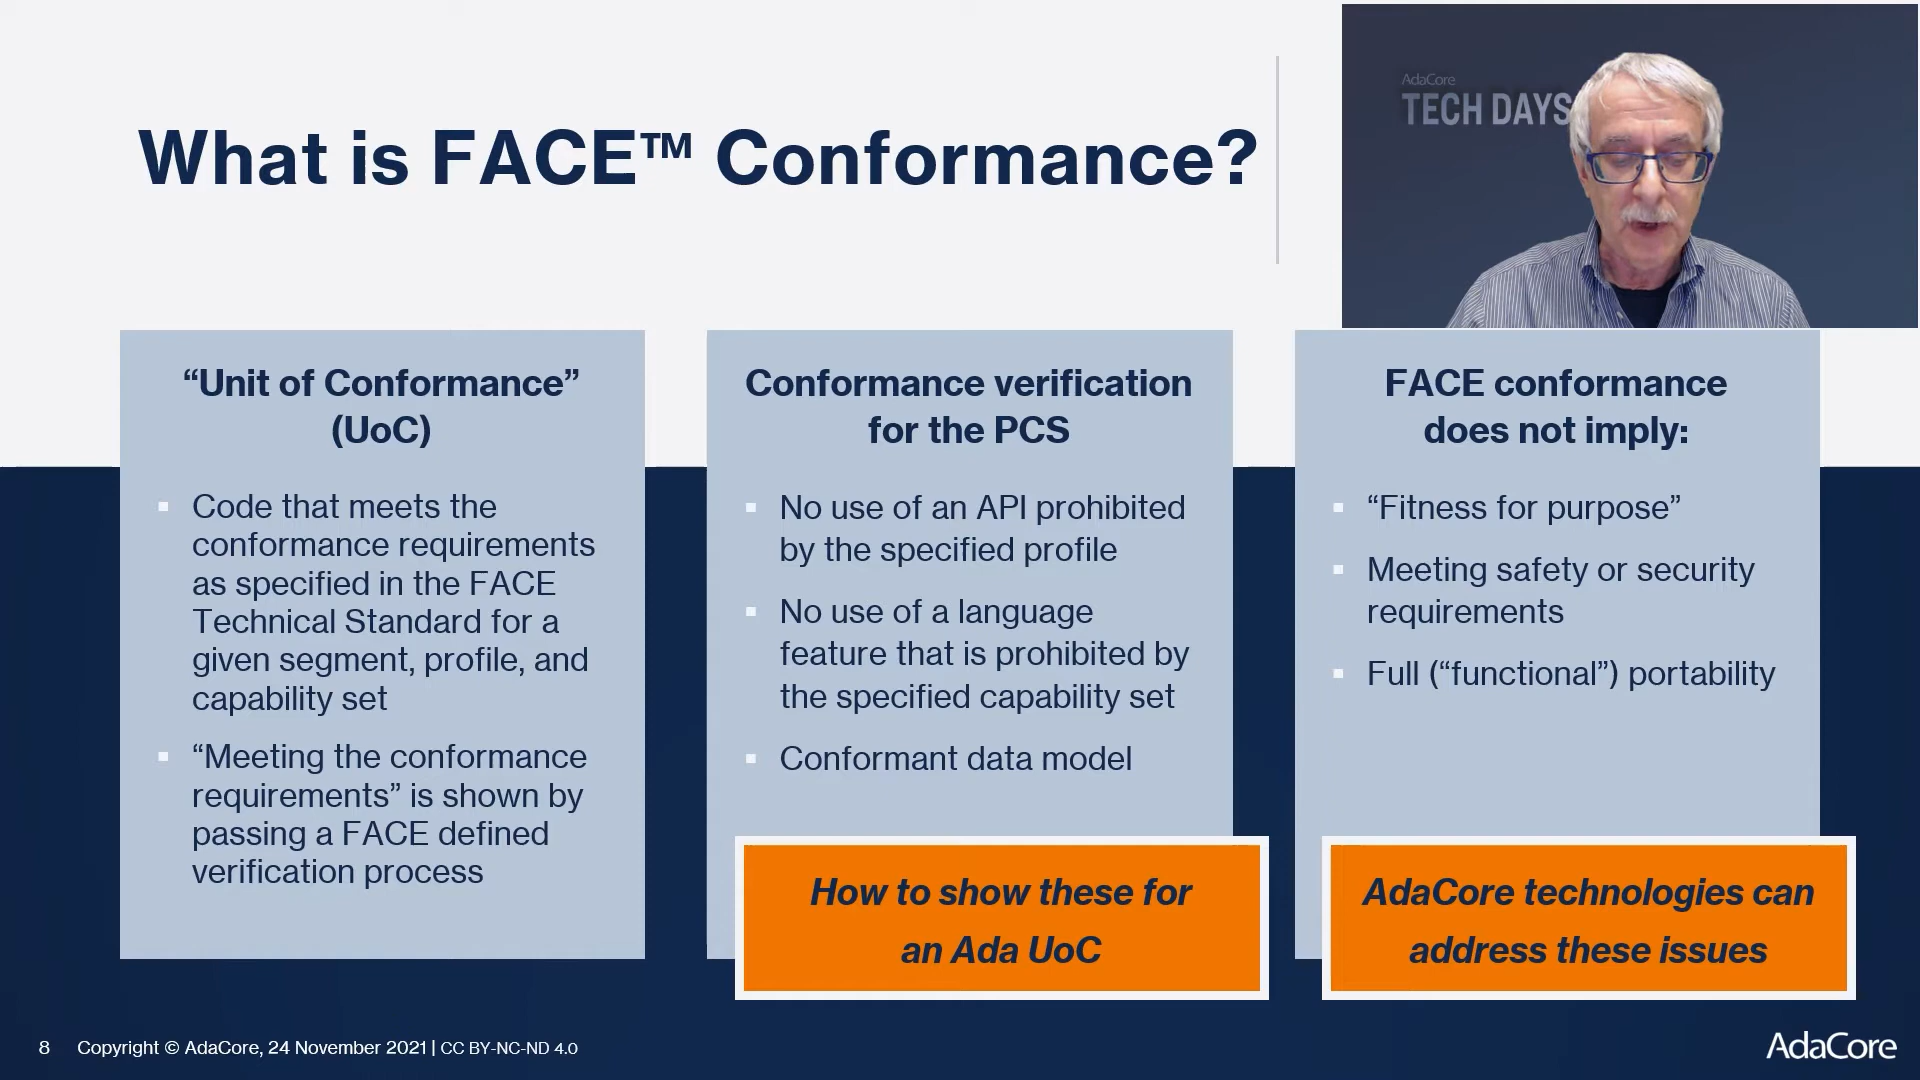 What is FACE™ Conformance?
AdaCore
TECH DAYS
“Unit of Conformance”
(UoC)
▪ Code that meets the
conformance requirements
as specified in the FACE
Technical Standard for a
given segment, profile, and
capability set
▪ “Meeting the conformance
requirements” is shown by
passing a FACE defined
verification process
Conformance verification
for the PCS
▪ No use of an API prohibited
by the specified profile
▪ No use of a language
feature that is prohibited by
the specified capability set
▪ Conformant data model
How to show these for
an Ada UoC
FACE conformance
does not imply:
▪ “Fitness for purpose”
▪ Meeting safety or security
requirements
▪ Full (“functional”) portability
AdaCore technologies can
address these issues
8 Copyright © AdaCore, 24 November 2021 | CC BY-NC-ND 4.0
AdaCore